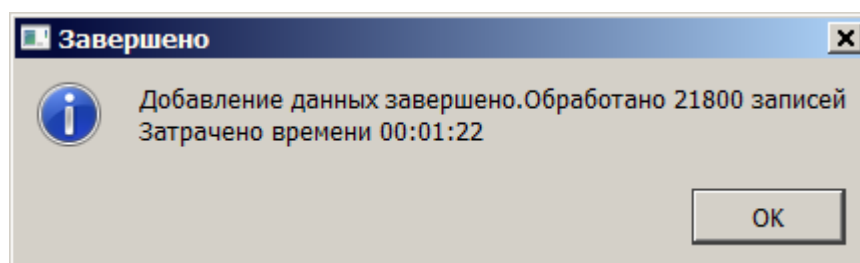 Завершено
Добавление данных завершено.Обработано 21800 записей
Затрачено времени 00:01:22
OK